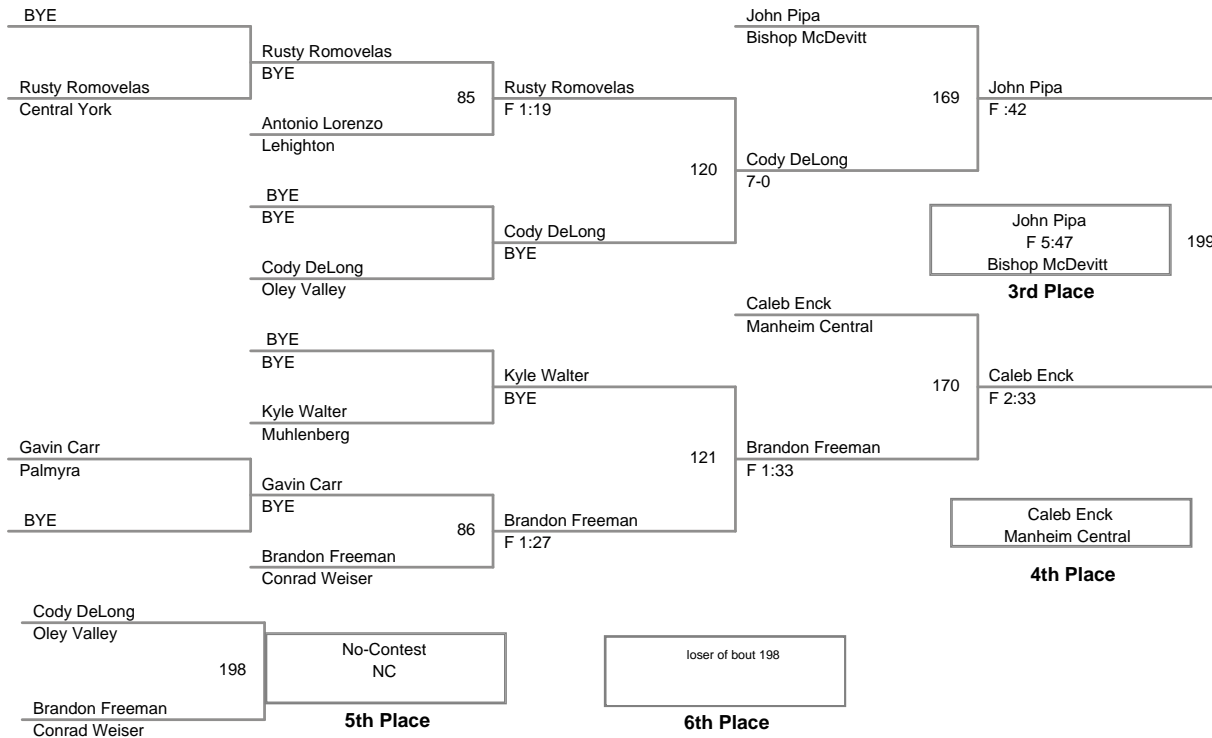 BYE
Rusty Romovelas
Central York
Rusty Romovelas
BYE
85
Antonio Lorenzo
Lehighton
Rusty Romovelas
F 1:19
BYE
BYE
Cody DeLong
Oley Valley
Cody DeLong
BYE
120
John Pipa
Bishop McDevitt
169
Cody DeLong
7-0
John Pipa
F :42
John Pipa
F 5:47
Bishop McDevitt
199
3rd Place
BYE
BYE
Kyle Walter
Muhlenberg
Kyle Walter
BYE
Gavin Carr
Palmyra
BYE
Gavin Carr
BYE
86
Brandon Freeman
Conrad Weiser
Brandon Freeman
F 1:27
121
Caleb Enck
Manheim Central
170
Brandon Freeman
F 1:33
Caleb Enck
F 2:33
Caleb Enck
Manheim Central
4th Place
Cody DeLong
Oley Valley
198
Brandon Freeman
Conrad Weiser
No-Contest
NC
5th Place
loser of bout 198
6th Place